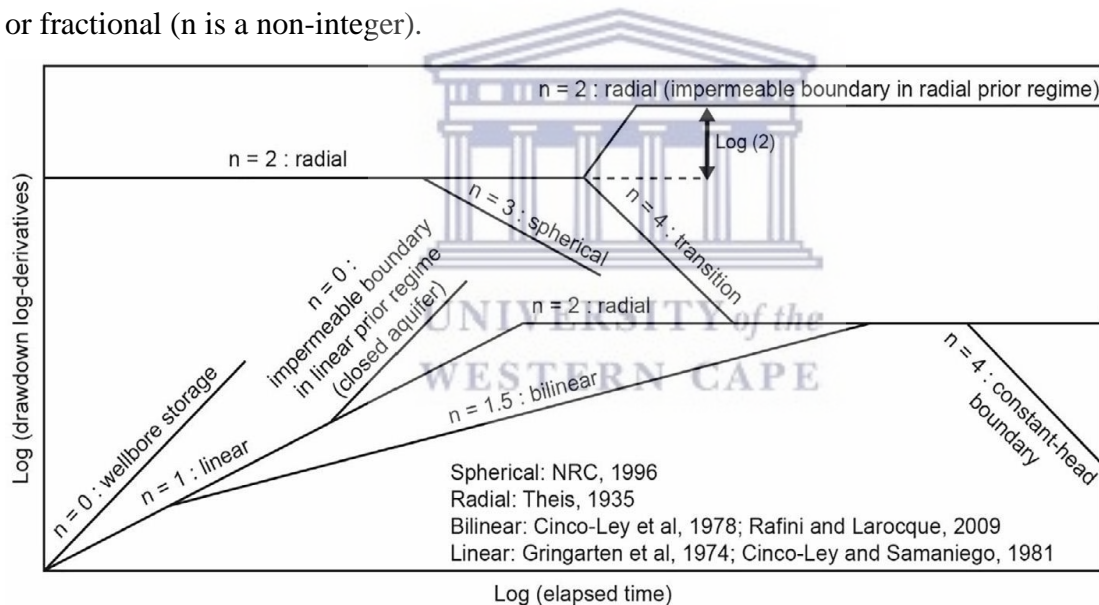 or fractional (n is a non-integer).
n = 2 : radial (impermeable boundary in radial prior regime)
Log (2)
n = 2 : radial
n = 3 : spherical
n = 4 : transition
n = 0 :
impermeable boundary
in linear prior regime
(closed aquifer)
n = 2 : radial
UNIVERSITY of the
WESTERN CAPE
n = 0 : wellbore storage
n = 1 : linear
n = 1.5 : bilinear
n = 4 : constant-head
boundary
Spherical: NRC, 1996
Radial: Theis, 1935
Bilinear: Cinco-Ley et al, 1978; Rafini and Larocque, 2009
Linear: Gringarten et al, 1974; Cinco-Ley and Samaniego, 1981
Log (drawdown log-derivatives)
Log (elapsed time)